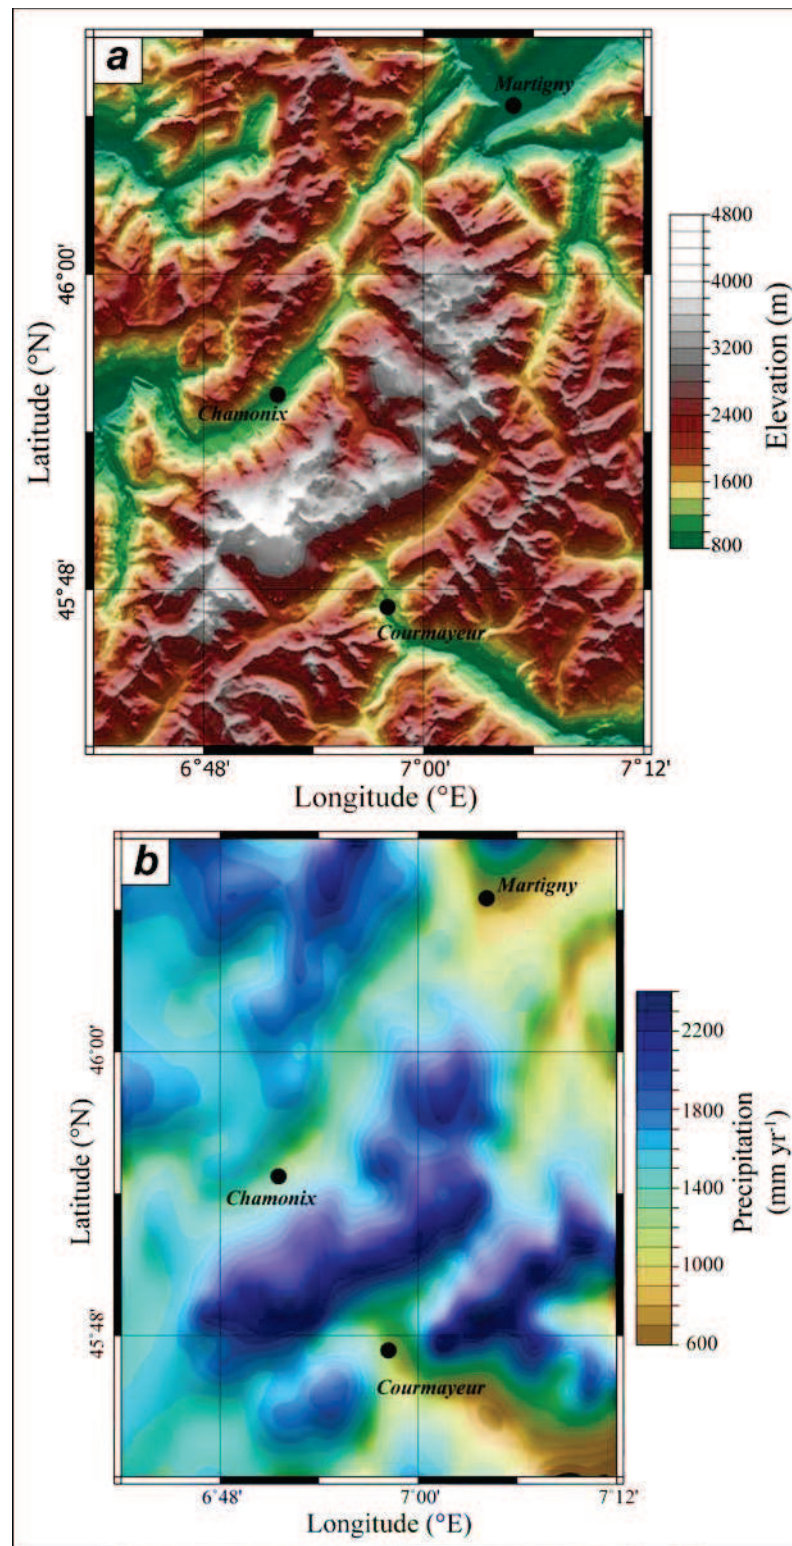 a
Martigny
Chamonix
Courmayeur
46°00'
45°48'
Latitude (°N)
6°48'
7°00'
7°12'
Longitude (°E)
4800
4000
3200
2400
1600
800
Elevation (m)
b
Martigny
Chamonix
Courmayeur
46°00'
45°48'
Latitude (°N)
6°48'
7°00'
7°12'
Longitude (°E)
2200
1800
1400
1000
600
Precipitation
(mm yr⁻¹)